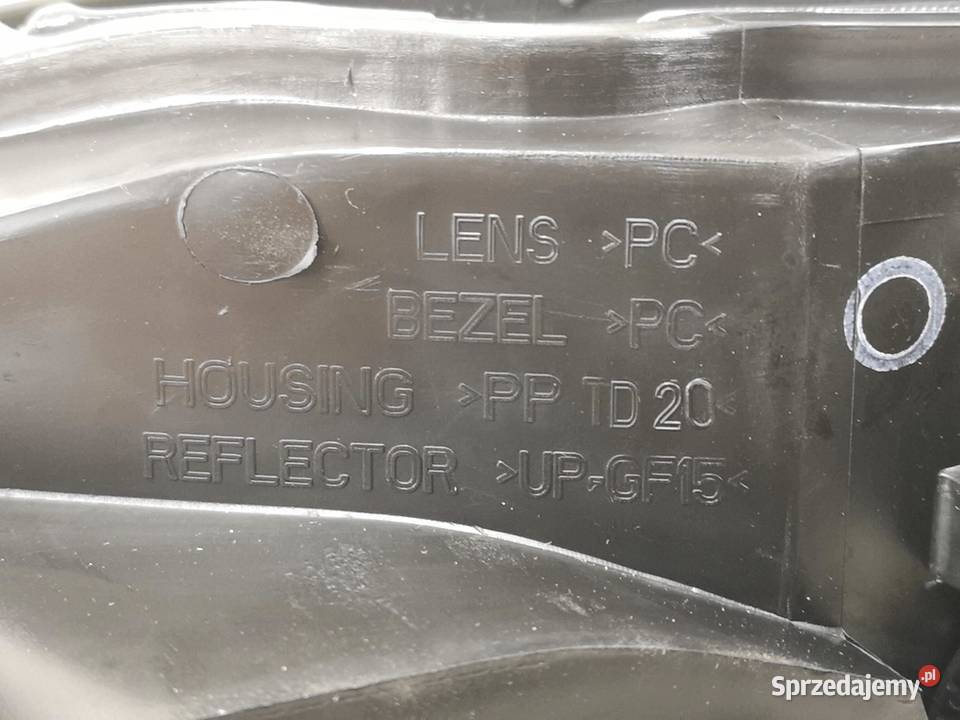 LENS >PC<
BEZEL >PC<
HOUSING >PP TD 20<
REFLECTOR >UP-GF15<
Sprzedajemy.pl